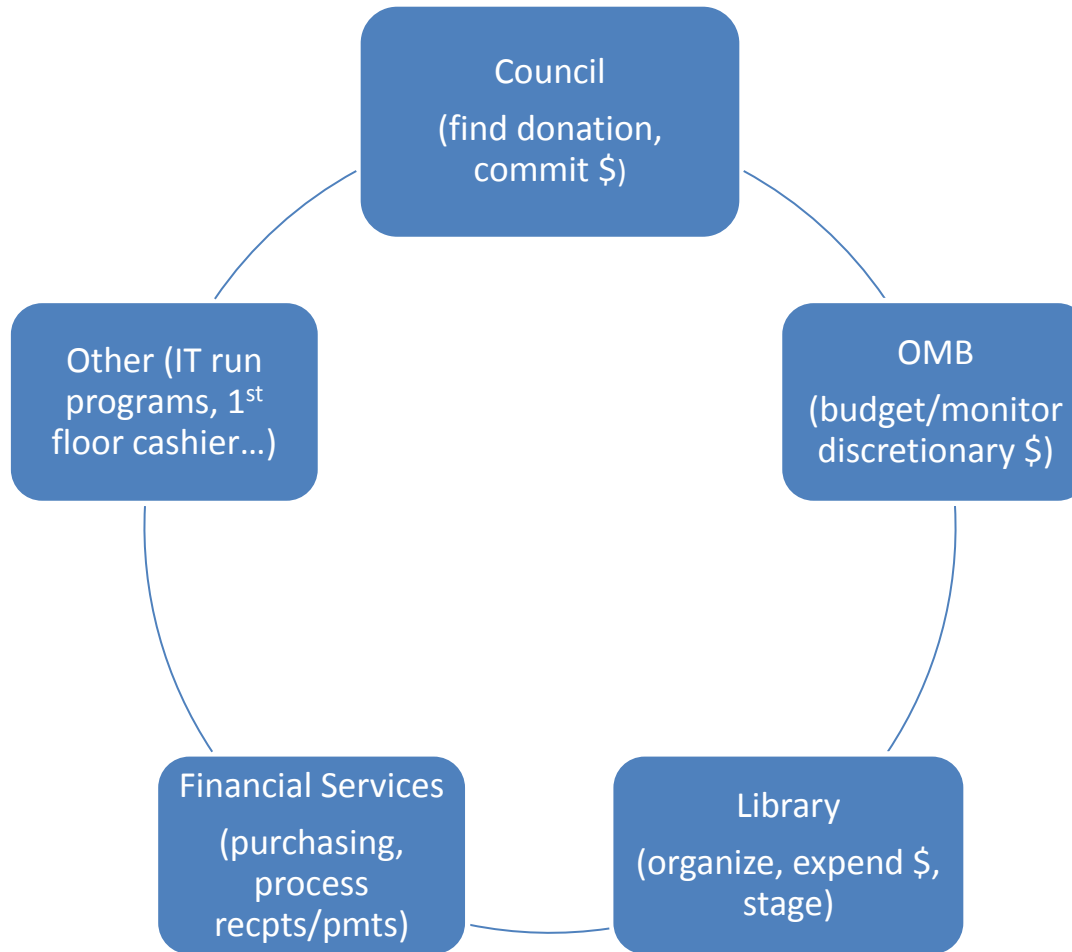 Council
(find donation,
commit $)
OMB
(budget/monitor
discretionary $)
Library
(organize, expend $,
stage)
Financial Services
(purchasing,
process
recpts/pmts)
Other (IT run
programs, 1st
floor cashier…)